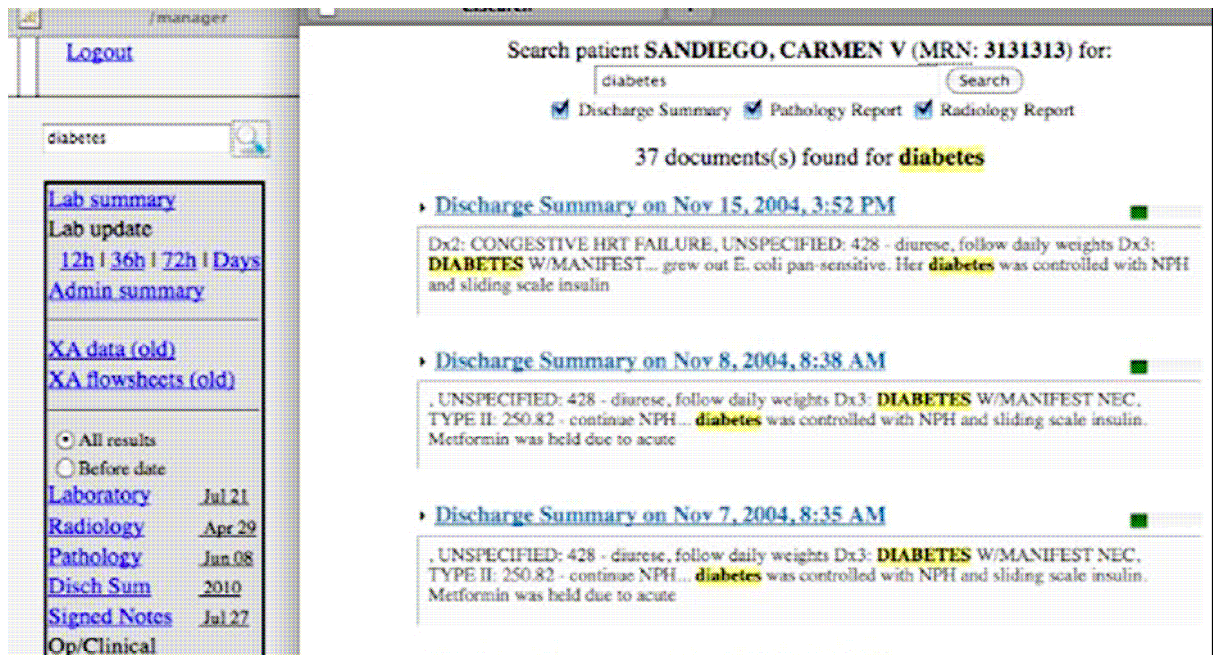 /manager
Logout
diabetes
Lab summary
Lab update
12h | 36h | 72h | Days
Admin summary
XA data (old)
XA flowsheets (old)
All results
Before date
Laboratory Jul 21
Radiology Apr 29
Pathology Jun 08
Disch Sum 2010
Signed Notes Jul 27
Op/Clinical
Search patient SANDIEGO, CARMEN V (MRN: 3131313) for:
diabetes Search
Discharge Summary Pathology Report Radiology Report
37 documents(s) found for diabetes
Discharge Summary on Nov 15, 2004, 3:52 PM
Dx2: CONGESTIVE HRT FAILURE, UNSPECIFIED: 428 - diurese, follow daily weights Dx3:
DIABETES W/MANIFEST... grew out E. coli pan-sensitive. Her diabetes was controlled with NPH
and sliding scale insulin
Discharge Summary on Nov 8, 2004, 8:38 AM
, UNSPECIFIED: 428 - diurese, follow daily weights Dx3: DIABETES W/MANIFEST NEC,
TYPE II: 250.82 - continue NPH... diabetes was controlled with NPH and sliding scale insulin.
Metformin was held due to acute
Discharge Summary on Nov 7, 2004, 8:35 AM
, UNSPECIFIED: 428 - diurese, follow daily weights Dx3: DIABETES W/MANIFEST NEC,
TYPE II: 250.82 - continue NPH... diabetes was controlled with NPH and sliding scale insulin.
Metformin was held due to acute